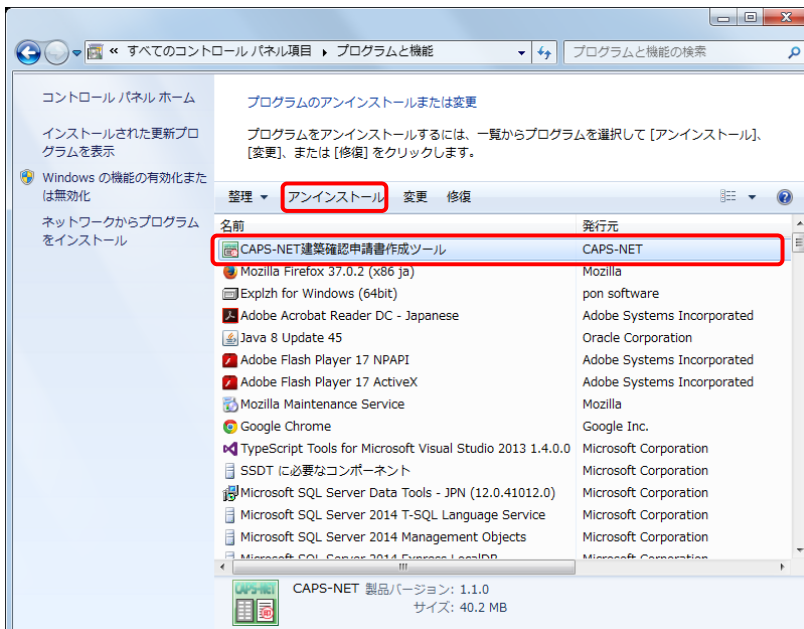 « すべてのコントロール パネル項目 ▸ プログラムと機能
プログラムと機能の検索
コントロール パネル ホーム
インストールされた更新プロ
グラムを表示
Windows の機能の有効化また
は無効化
ネットワークからプログラム
をインストール
プログラムのアンインストールまたは変更
プログラムをアンインストールするには、一覧からプログラムを選択して [アンインストール]、
[変更]、または [修復] をクリックします。
整理 アンインストール 変更 修復
名前 発行元
CAPS-NET建築確認申請書作成ツール CAPS-NET
Mozilla Firefox 37.0.2 (x86 ja) Mozilla
Explzh for Windows (64bit) pon software
Adobe Acrobat Reader DC - Japanese Adobe Systems Incorporated
Java 8 Update 45 Oracle Corporation
Adobe Flash Player 17 NPAPI Adobe Systems Incorporated
Adobe Flash Player 17 ActiveX Adobe Systems Incorporated
Mozilla Maintenance Service Mozilla
Google Chrome Google Inc.
TypeScript Tools for Microsoft Visual Studio 2013 1.4.0.0 Microsoft Corporation
SSDT に必要なコンポーネント Microsoft Corporation
Microsoft SQL Server Data Tools - JPN (12.0.41012.0) Microsoft Corporation
Microsoft SQL Server 2014 T-SQL Language Service Microsoft Corporation
Microsoft SQL Server 2014 Management Objects Microsoft Corporation
Microsoft SQL Server 2014 Express LocalDB Microsoft Corporation
CAPS-NET
CAPS-NET 製品バージョン: 1.1.0
サイズ: 40.2 MB